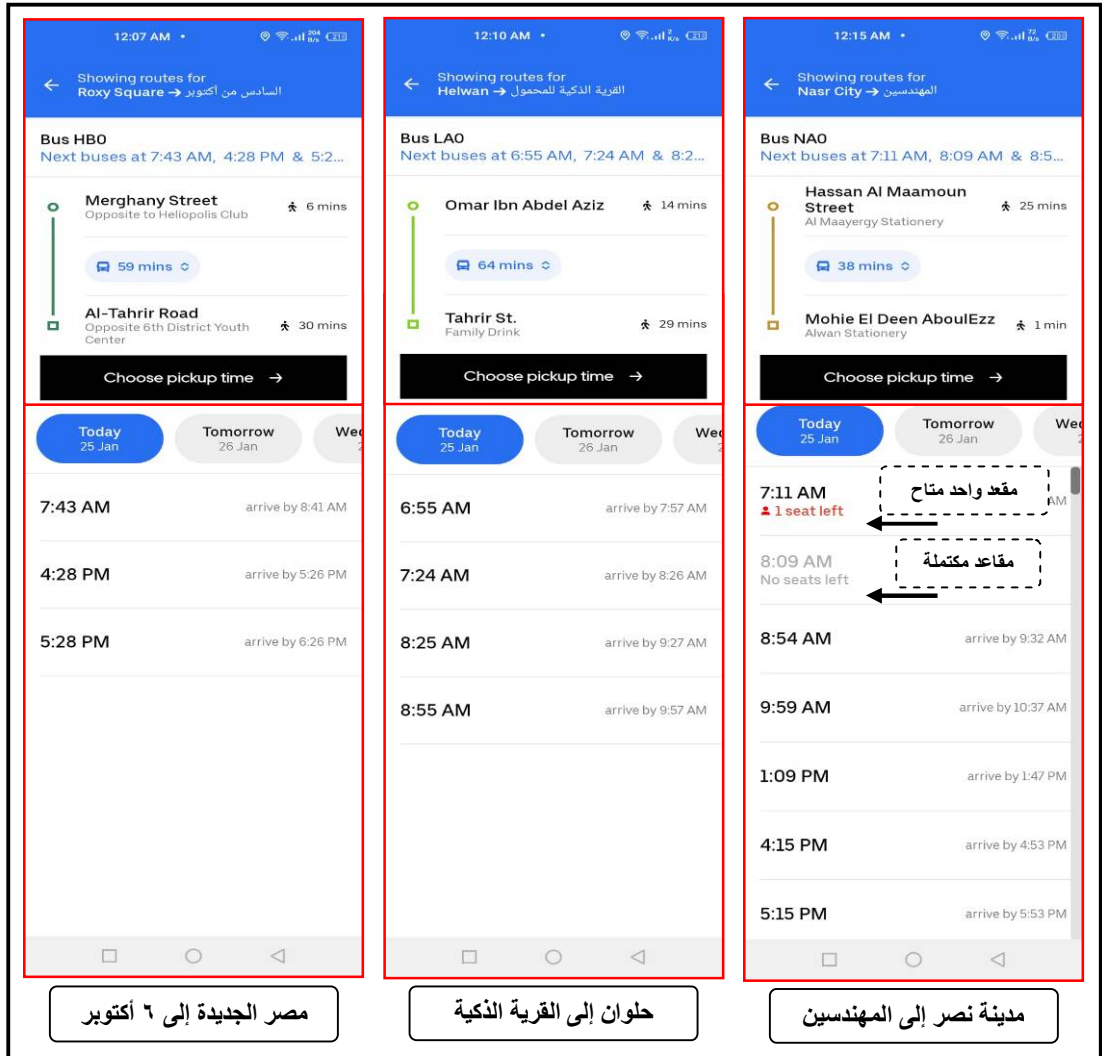 12:07 AM • 204 B/s 21
Showing routes for
Roxy Square → السادس من أكتوبر
Bus HB0
Next buses at 7:43 AM, 4:28 PM & 5:2...
Merghany Street
Opposite to Heliopolis Club
6 mins
59 mins
Al-Tahrir Road
Opposite 6th District Youth Center
30 mins
Choose pickup time →
Today
25 Jan
Tomorrow
26 Jan
Wed
2
7:43 AM arrive by 8:41 AM
4:28 PM arrive by 5:26 PM
5:28 PM arrive by 6:26 PM
مصر الجديدة إلى ٦ أكتوبر
12:10 AM • 2 K/s 21
Showing routes for
Helwan → القرية الذكية للمحمول
Bus LA0
Next buses at 6:55 AM, 7:24 AM & 8:2...
Omar Ibn Abdel Aziz 14 mins
64 mins
Tahrir St.
Family Drink
29 mins
Choose pickup time →
Today
25 Jan
Tomorrow
26 Jan
Wed
2
6:55 AM arrive by 7:57 AM
7:24 AM arrive by 8:26 AM
8:25 AM arrive by 9:27 AM
8:55 AM arrive by 9:57 AM
حلوان إلى القرية الذكية
12:15 AM • 72 B/s 20
Showing routes for
Nasr City → المهندسين
Bus NA0
Next buses at 7:11 AM, 8:09 AM & 8:5...
Hassan Al Maamoun
Street
Al Maayergy Stationery
25 mins
38 mins
Mohie El Deen AboulEzz
Alwan Stationery
1 min
Choose pickup time →
Today
25 Jan
Tomorrow
26 Jan
We
2
7:11 AM AM
1 seat left
مقعد واحد متاح
8:09 AM
No seats left
مقاعد مكتملة
8:54 AM arrive by 9:32 AM
9:59 AM arrive by 10:37 AM
1:09 PM arrive by 1:47 PM
4:15 PM arrive by 4:53 PM
5:15 PM arrive by 5:53 PM
مدينة نصر إلى المهندسين